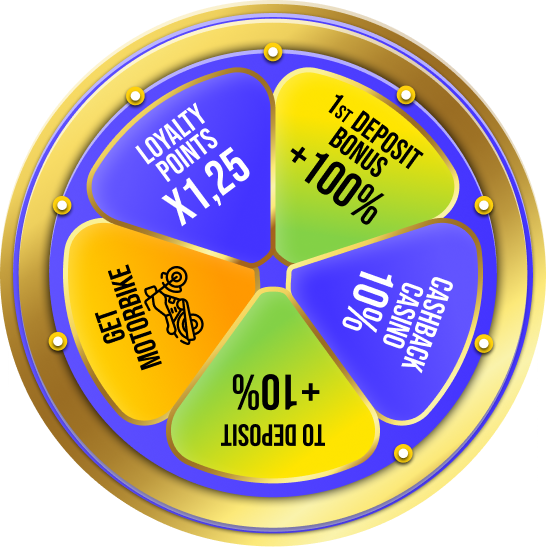 LOYALTY
POINTS
X1,25
1ST DEPOSIT
BONUS
+100%
CASHBACK
CASINO
10%
TO DEPOSIT
+10%
GET
MOTORBIKE